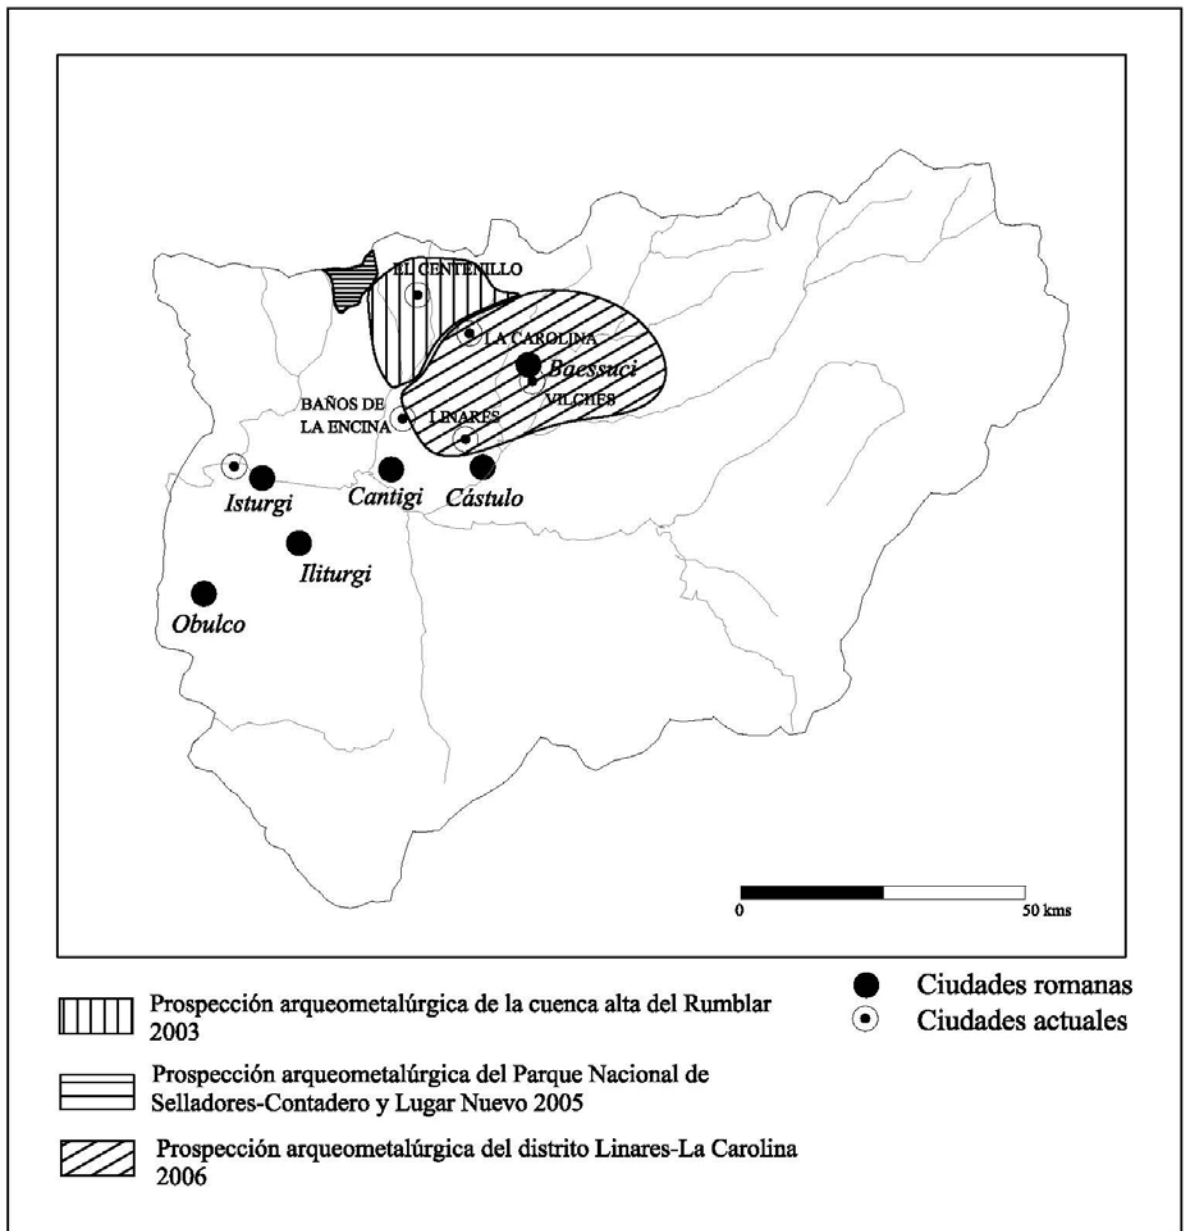 EL CENTENILLO
LA CAROLINA
Baessuci
VILCHES
BAÑOS DE
LA ENCINA
LINARES
Isturgi
Cantigi
Cástulo
Iliturgi
Obulco
0
50 kms
Prospección arqueometalúrgica de la cuenca alta del Rumblar
2003
Prospección arqueometalúrgica del Parque Nacional de
Selladores-Contadero y Lugar Nuevo 2005
Prospección arqueometalúrgica del distrito Linares-La Carolina
2006
Ciudades romanas
Ciudades actuales